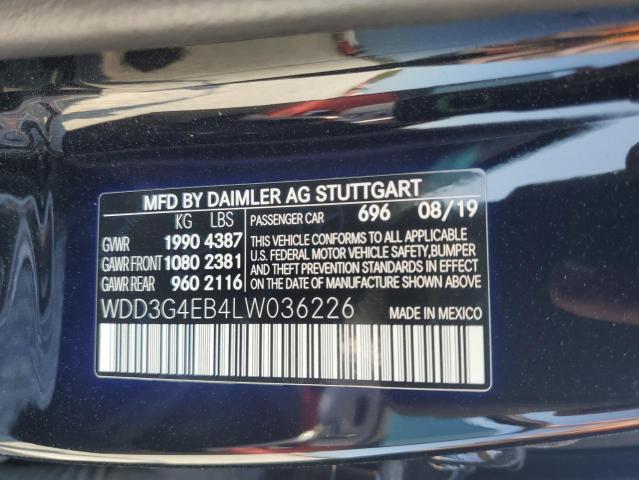 MFD BY DAIMLER AG STUTTGART
KG LBS PASSENGER CAR 696 08/19
GVWR 1990 4387
GAWR FRONT 1080 2381
GAWR REAR 960 2116
THIS VEHICLE CONFORMS TO ALL APPLICABLE
U.S. FEDERAL MOTOR VEHICLE SAFETY, BUMPER
AND THEFT PREVENTION STANDARDS IN EFFECT
ON THE DATE OF MANUFACTURE SHOWN ABOVE
WDD3G4EB4LW036226 MADE IN MEXICO